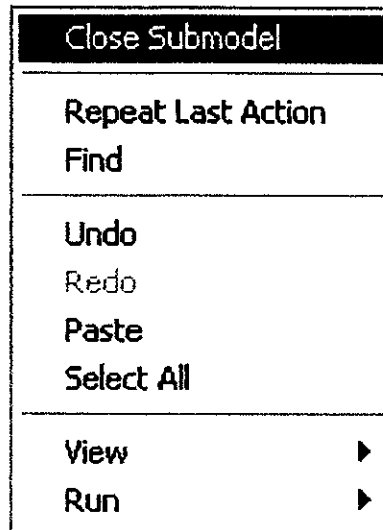 Close Submodel
Repeat Last Action
Find
Undo
Redo
Paste
Select All
View
Run